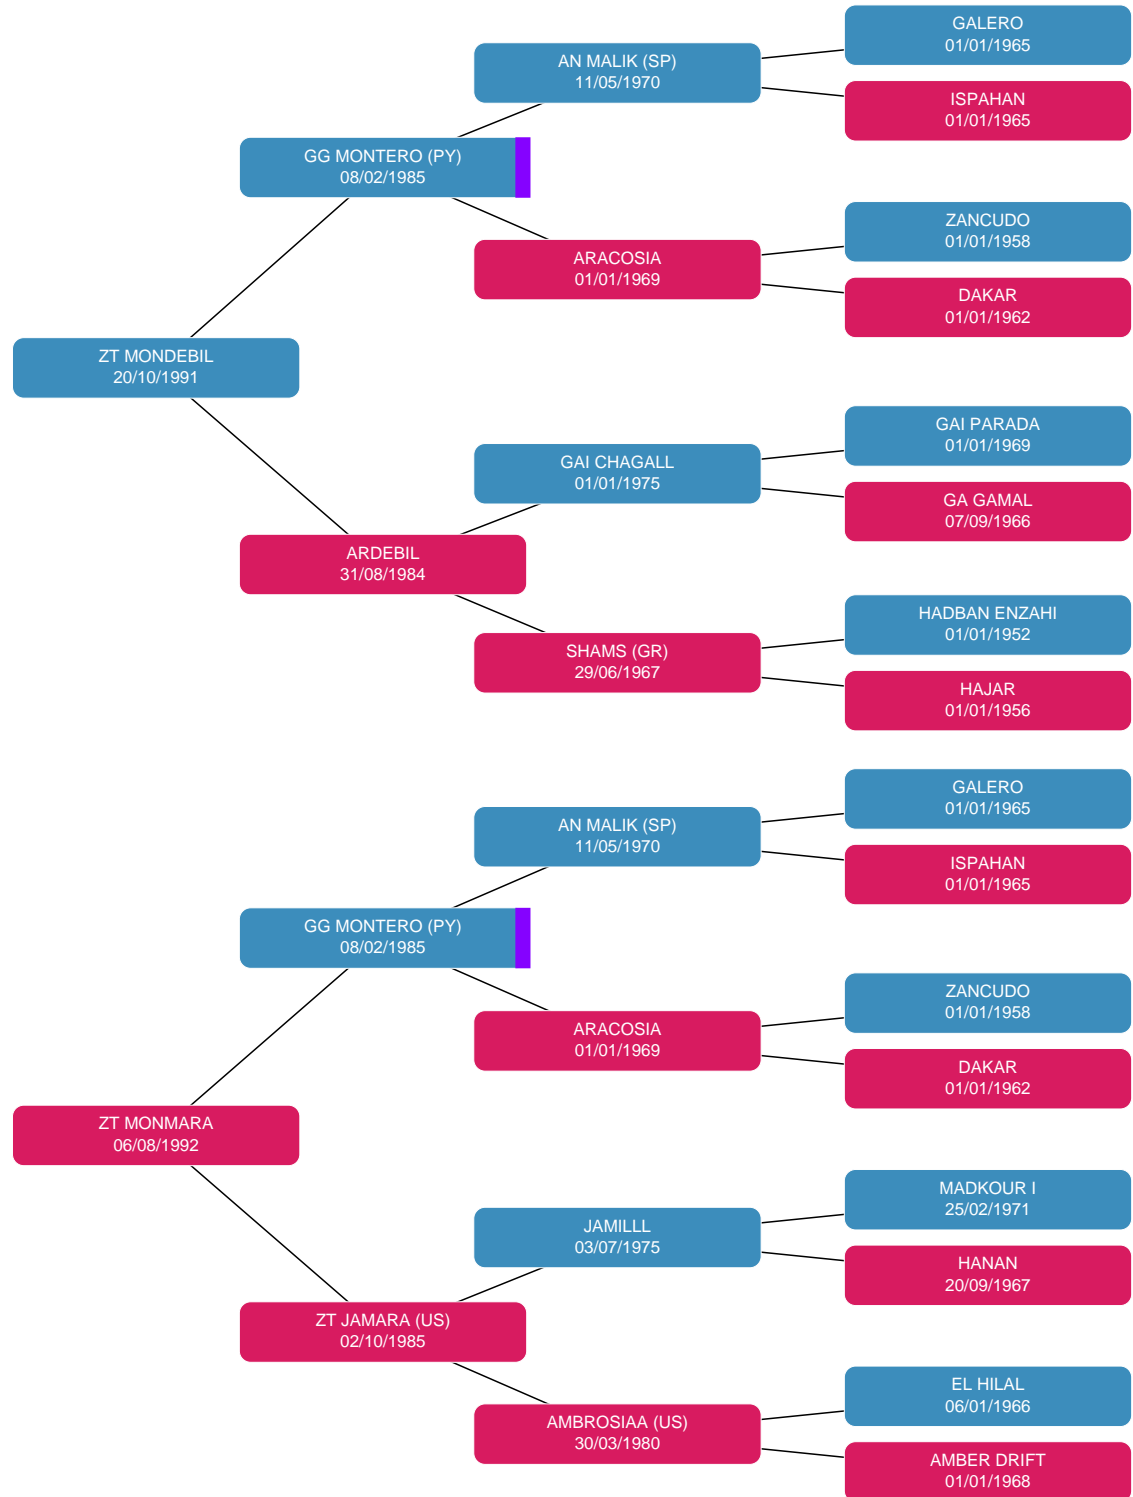 GALERO
01/01/1965
AN MALIK (SP)
11/05/1970
ISPAHAN
01/01/1965
GG MONTERO (PY)
08/02/1985
ZANCUDO
01/01/1958
ARACOSIA
01/01/1969
DAKAR
01/01/1962
ZT MONDEBIL
20/10/1991
GAI PARADA
01/01/1969
GAI CHAGALL
01/01/1975
GA GAMAL
07/09/1966
ARDEBIL
31/08/1984
HADBAN ENZAHI
01/01/1952
SHAMS (GR)
29/06/1967
HAJAR
01/01/1956
GALERO
01/01/1965
AN MALIK (SP)
11/05/1970
ISPAHAN
01/01/1965
GG MONTERO (PY)
08/02/1985
ZANCUDO
01/01/1958
ARACOSIA
01/01/1969
DAKAR
01/01/1962
ZT MONMARA
06/08/1992
MADKOUR I
25/02/1971
JAMILLL
03/07/1975
HANAN
20/09/1967
ZT JAMARA (US)
02/10/1985
EL HILAL
06/01/1966
AMBROSIAA (US)
30/03/1980
AMBER DRIFT
01/01/1968